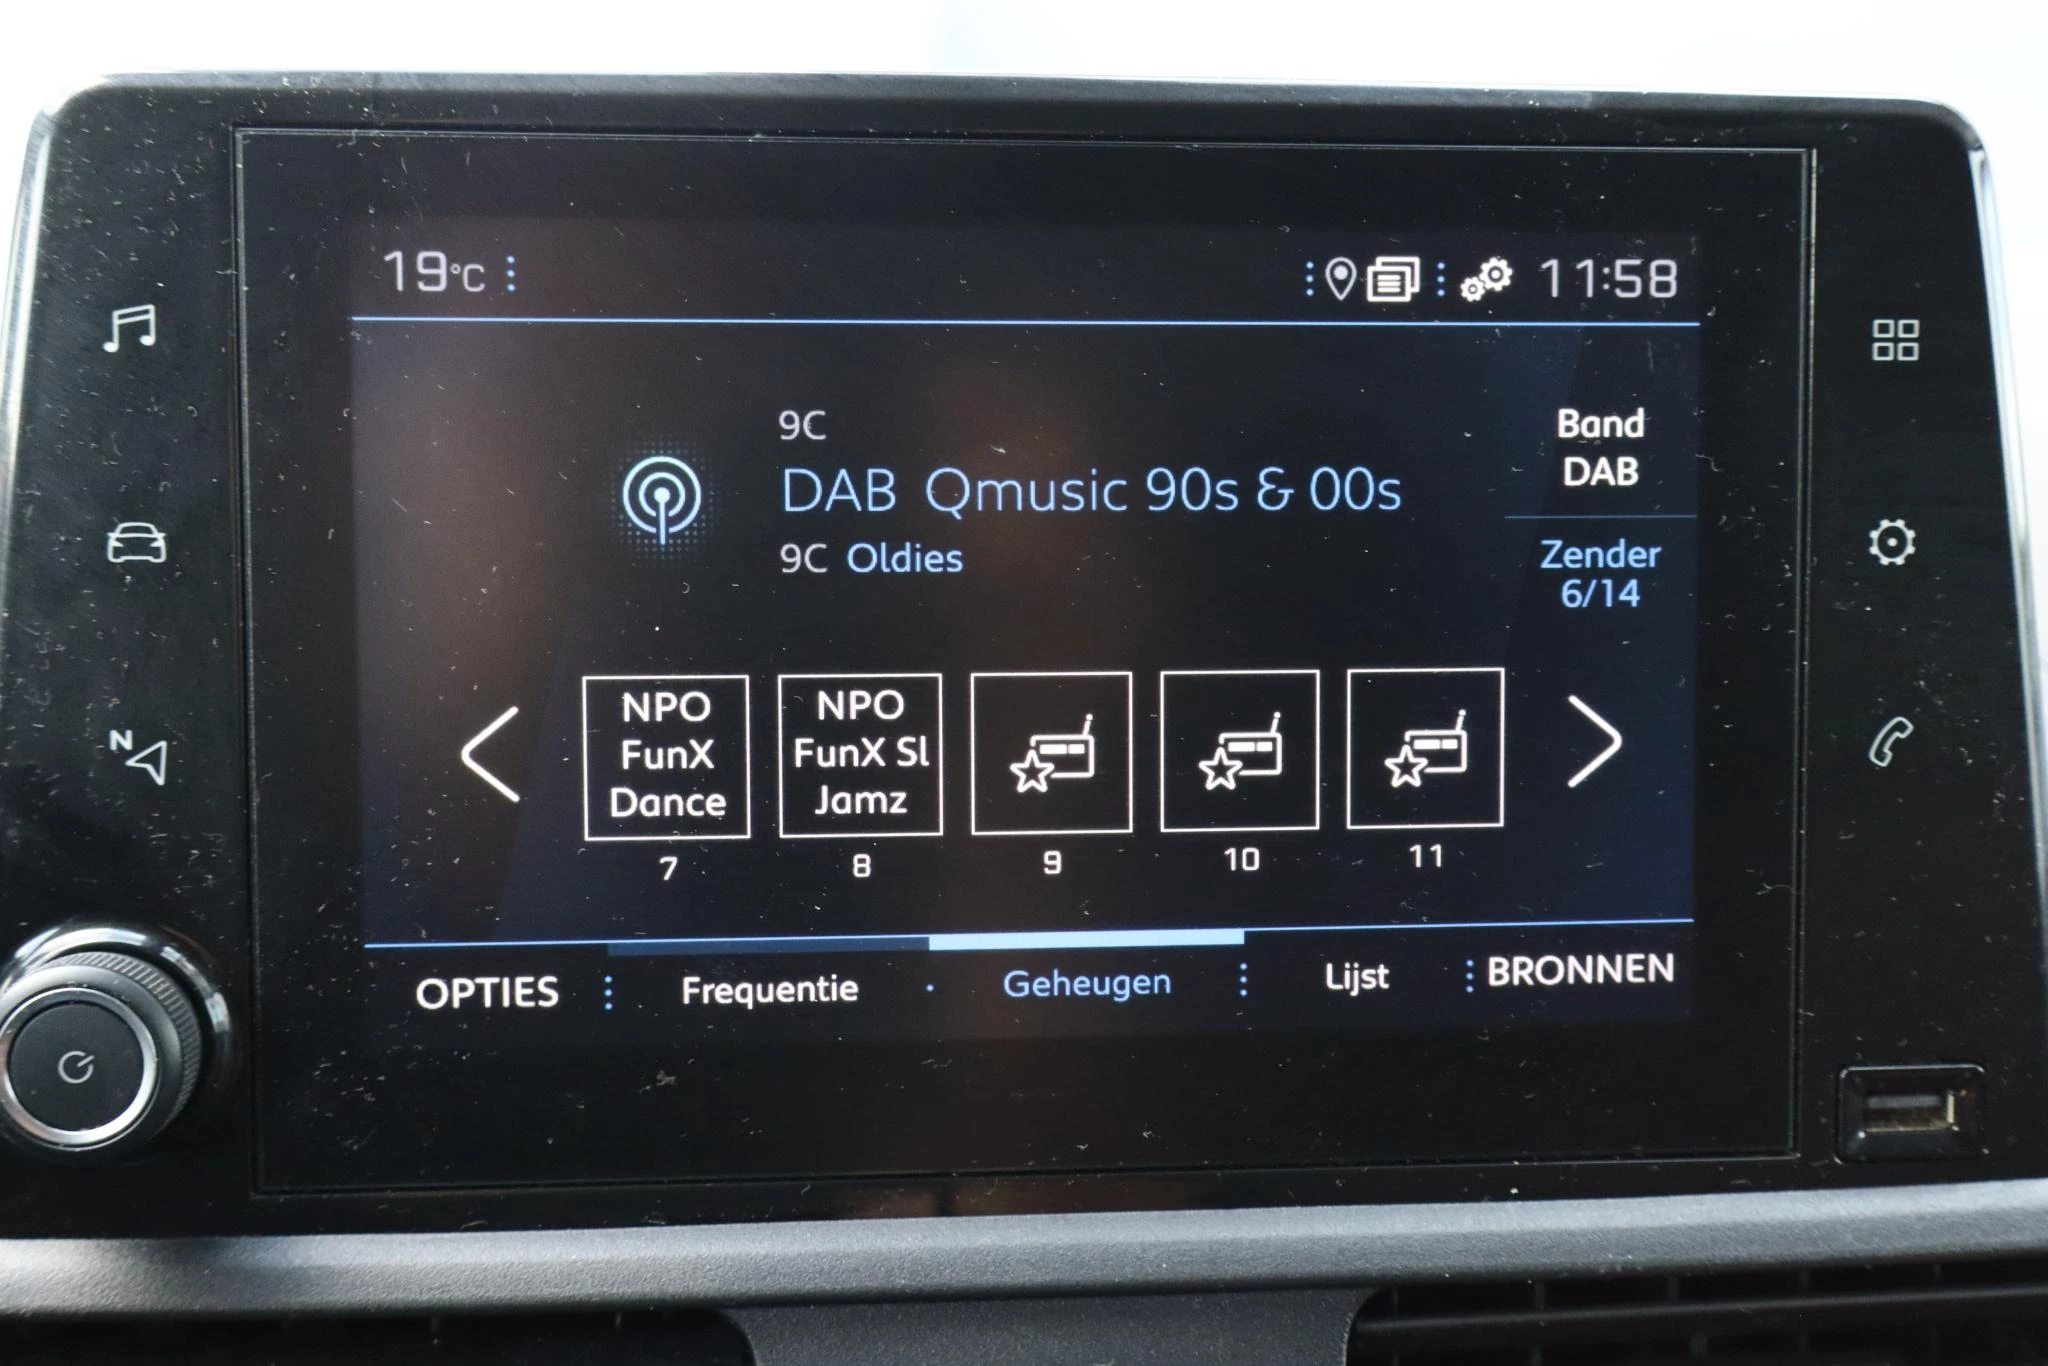 19°C 11:58
9C
DAB Qmusic 90s & 00s
9C Oldies
Band
DAB
Zender
6/14
N
NPO
FunX
Dance
7
NPO
FunX Sl
Jamz
8
9
10
11
OPTIES Frequentie Geheugen Lijst BRONNEN